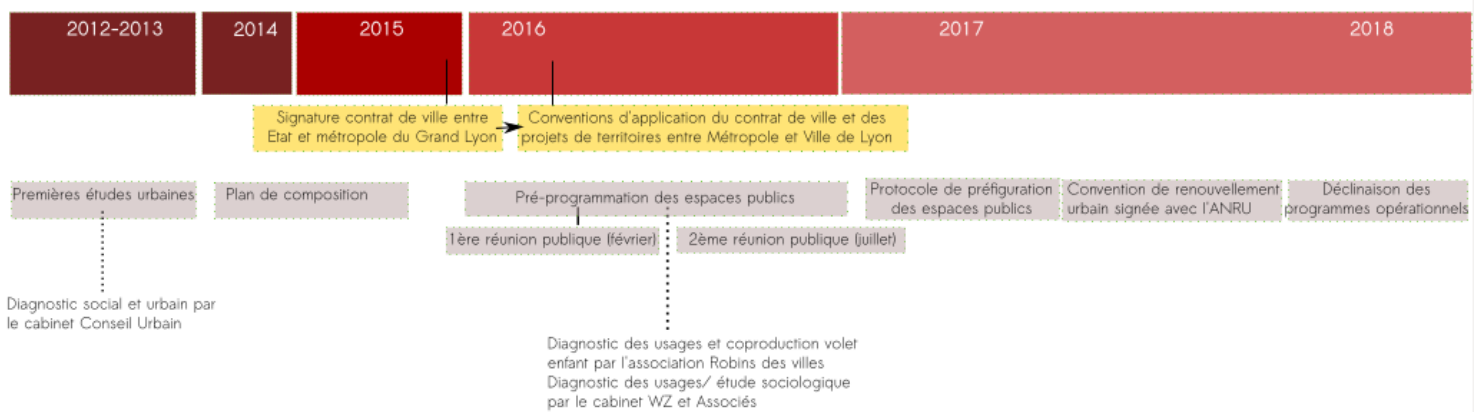 2012-2013
2014
2015
2016
2017
2018
Signature contrat de ville entre
Etat et métropole du Grand Lyon
Conventions d'application du contrat de ville et des
projets de territoires entre Métropole et Ville de Lyon
Premières études urbaines
Plan de composition
Pré-programmation des espaces publics
Protocole de préfiguration
des espaces publics
Convention de renouvellement
urbain signée avec l'ANRU
Déclinaison des
programmes opérationnels
1ère réunion publique (février)
2ème réunion publique (juillet)
Diagnostic social et urbain par
le cabinet Conseil Urbain
Diagnostic des usages et coproduction volet
enfant par l'association Robins des villes
Diagnostic des usages/ étude sociologique
par le cabinet WZ et Associés